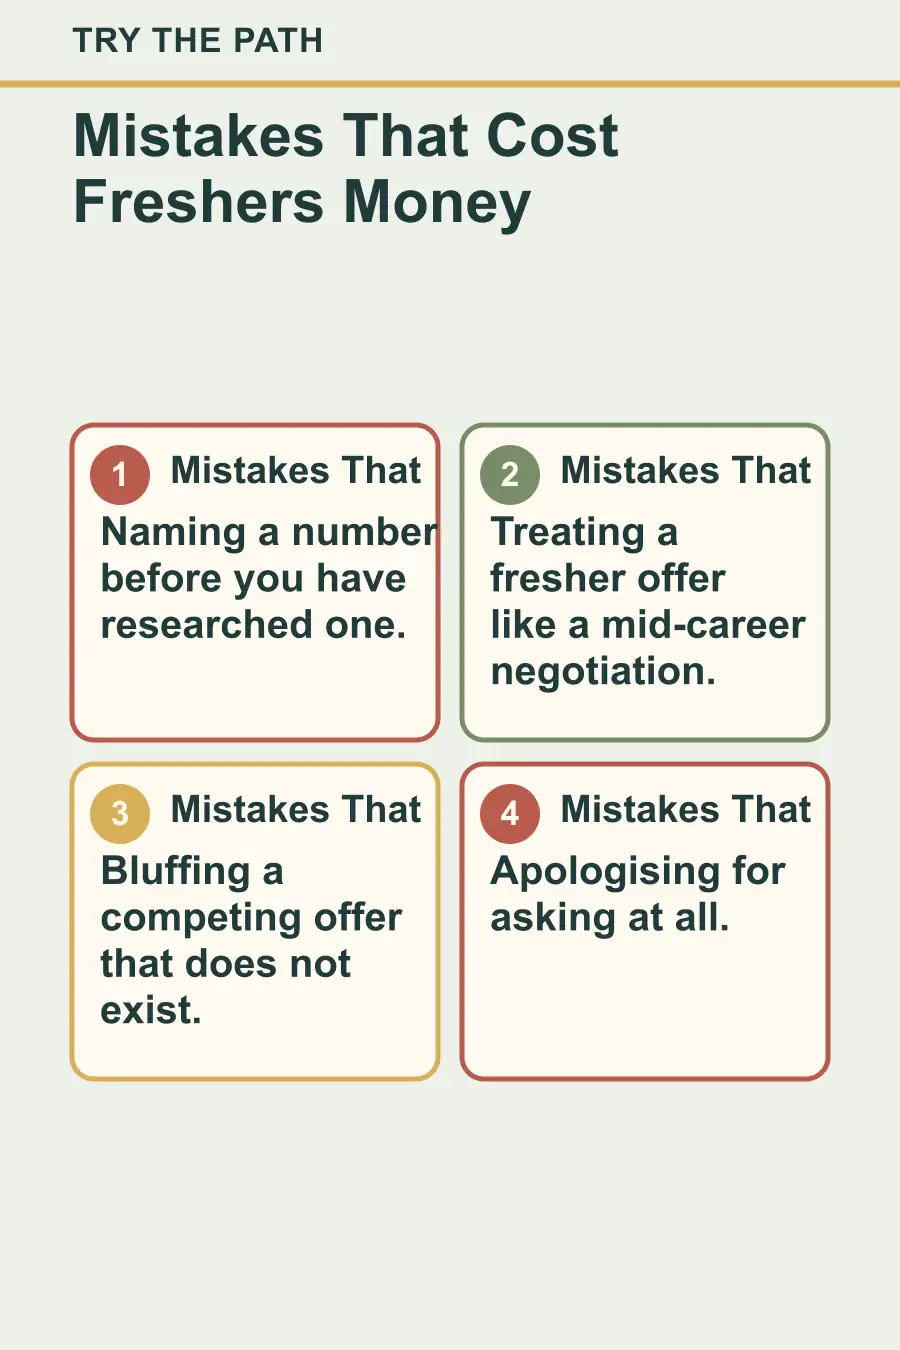 TRY THE PATH
Mistakes That Cost
Freshers Money
1 Mistakes That
Naming a number
before you have
researched one.
2 Mistakes That
Treating a
fresher offer
like a mid-career
negotiation.
3 Mistakes That
Bluffing a
competing offer
that does not
exist.
4 Mistakes That
Apologising for
asking at all.